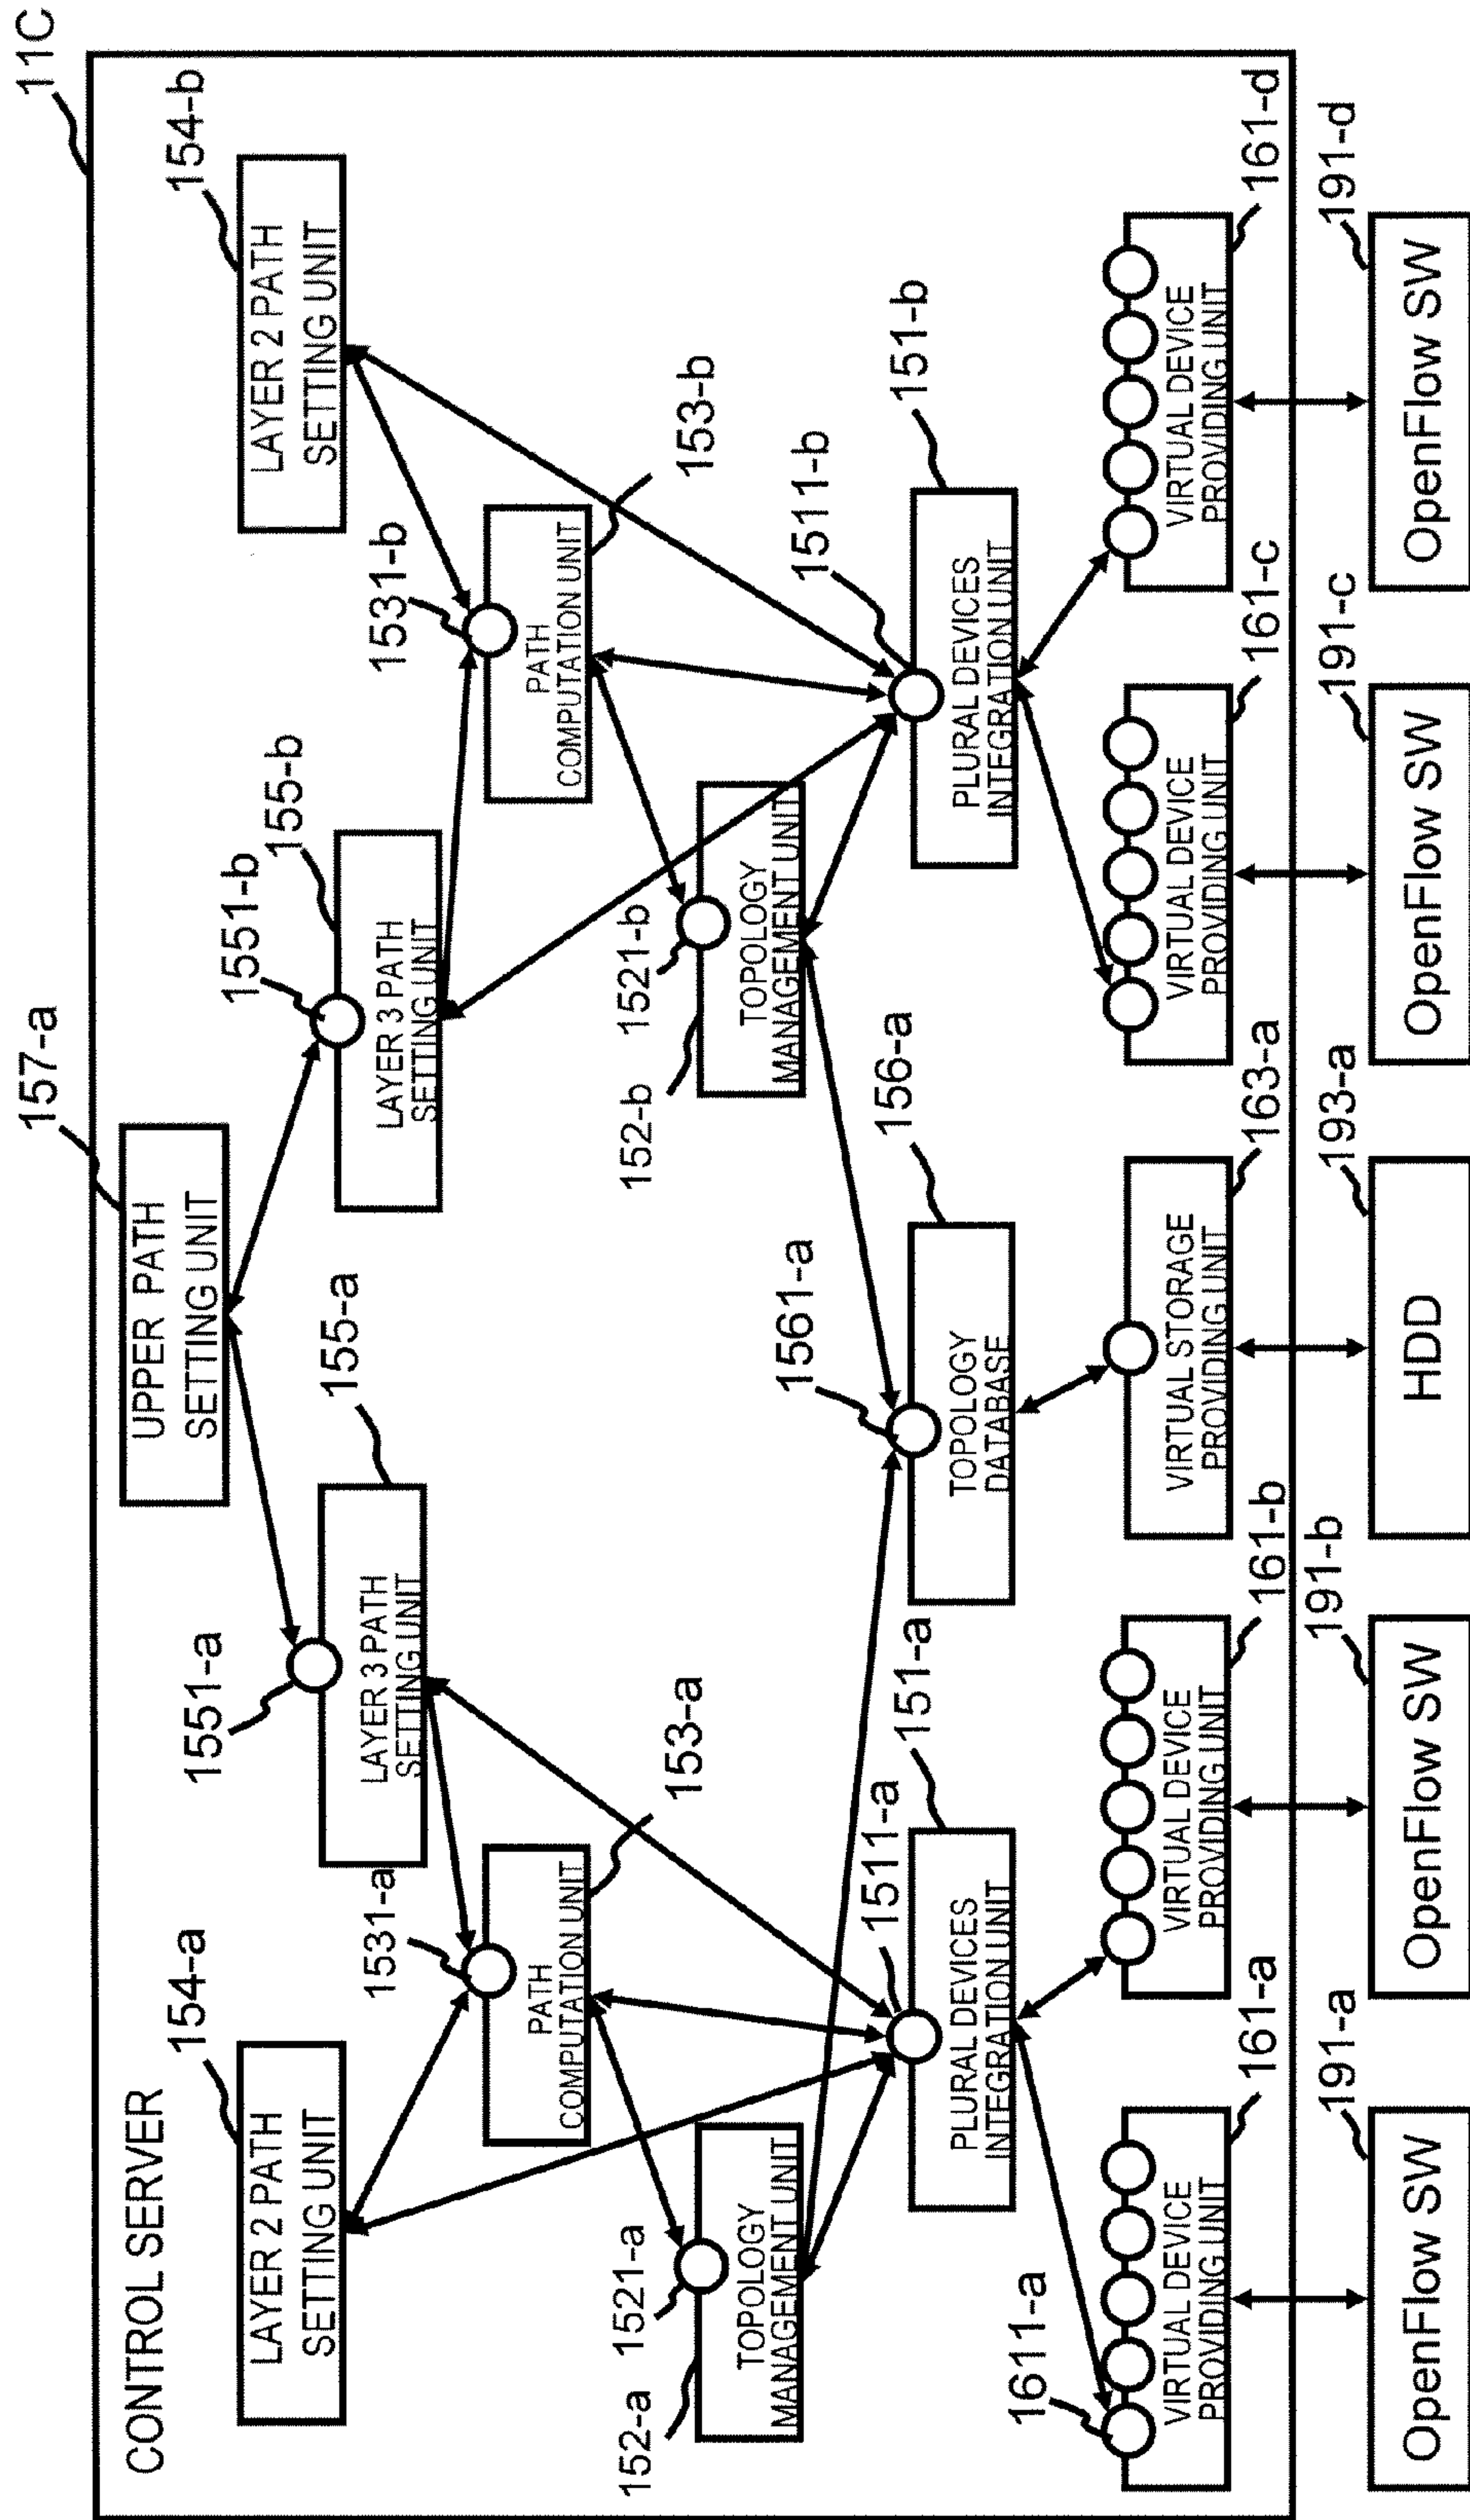 11C
CONTROL SERVER
157-a
UPPER PATH
SETTING UNIT
154-a
LAYER 2 PATH
SETTING UNIT
154-b
LAYER 2 PATH
SETTING UNIT
1551-a
155-a
LAYER 3 PATH
SETTING UNIT
1551-b
155-b
LAYER 3 PATH
SETTING UNIT
1531-a
153-a
PATH
COMPUTATION UNIT
1531-b
153-b
PATH
COMPUTATION UNIT
152-a
1521-a
TOPOLOGY
MANAGEMENT UNIT
152-b
1521-b
TOPOLOGY
MANAGEMENT UNIT
1511-a
151-a
PLURAL DEVICES
INTEGRATION UNIT
1561-a
156-a
TOPOLOGY
DATABASE
1511-b
151-b
PLURAL DEVICES
INTEGRATION UNIT
1611-a
VIRTUAL DEVICE
PROVIDING UNIT
161-a
VIRTUAL DEVICE
PROVIDING UNIT
161-b
VIRTUAL STORAGE
PROVIDING UNIT
163-a
VIRTUAL DEVICE
PROVIDING UNIT
161-c
VIRTUAL DEVICE
PROVIDING UNIT
161-d
191-a
OpenFlow SW
191-b
OpenFlow SW
193-a
HDD
191-c
OpenFlow SW
191-d
OpenFlow SW